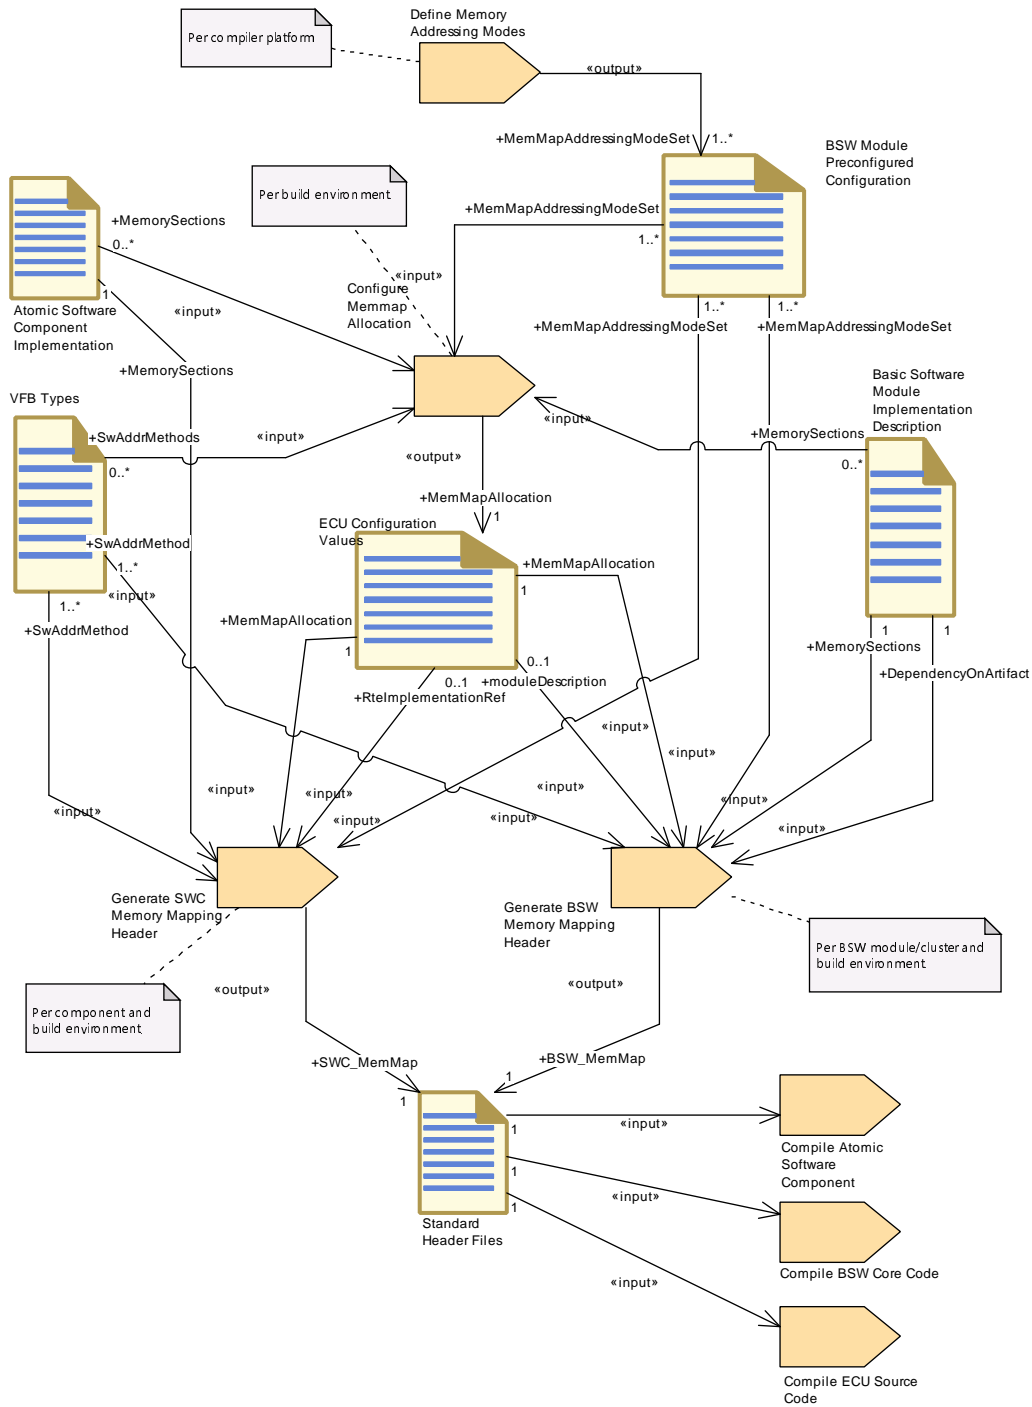 Define Memory
Addressing Modes
Per compiler platform
«output»
+MemMapAddressingModeSet
1..*
BSW Module
Preconfigured
Configuration
Per build environment
+MemMapAddressingModeSet
1..*
+MemorySections
0..*
«input»
Configure
Memmap
Allocation
1
Atomic Software
Component
Implementation
«input»
1..*
1..*
+MemMapAddressingModeSet
+MemMapAddressingModeSet
+MemorySections
Basic Software
Module
Implementation
Description
VFB Types
+SwAddrMethods
«input»
0..*
«input»
+MemorySections
0..*
«output»
+MemMapAllocation
1
ECU Configuration
Values
+SwAddrMethod
1..*
«input»
+MemMapAllocation
1
1..*
+SwAddrMethod
+MemMapAllocation
1
0..1
+RteImplementationRef
0..1
+moduleDescription
1
+MemorySections
1
+DependencyOnArtifact
«input»
«input»
«input»
«input»
«input»
«input»
«input»
«input»
«input»
«input»
«input»
Generate SWC
Memory Mapping
Header
Generate BSW
Memory Mapping
Header
Per BSW module/cluster and
build environment.
Per component and
build environment.
«output»
«output»
+SWC_MemMap
1
+BSW_MemMap
1
Standard
Header Files
1
«input»
1
«input»
1
«input»
Compile Atomic
Software
Component
Compile BSW Core Code
Compile ECU Source
Code